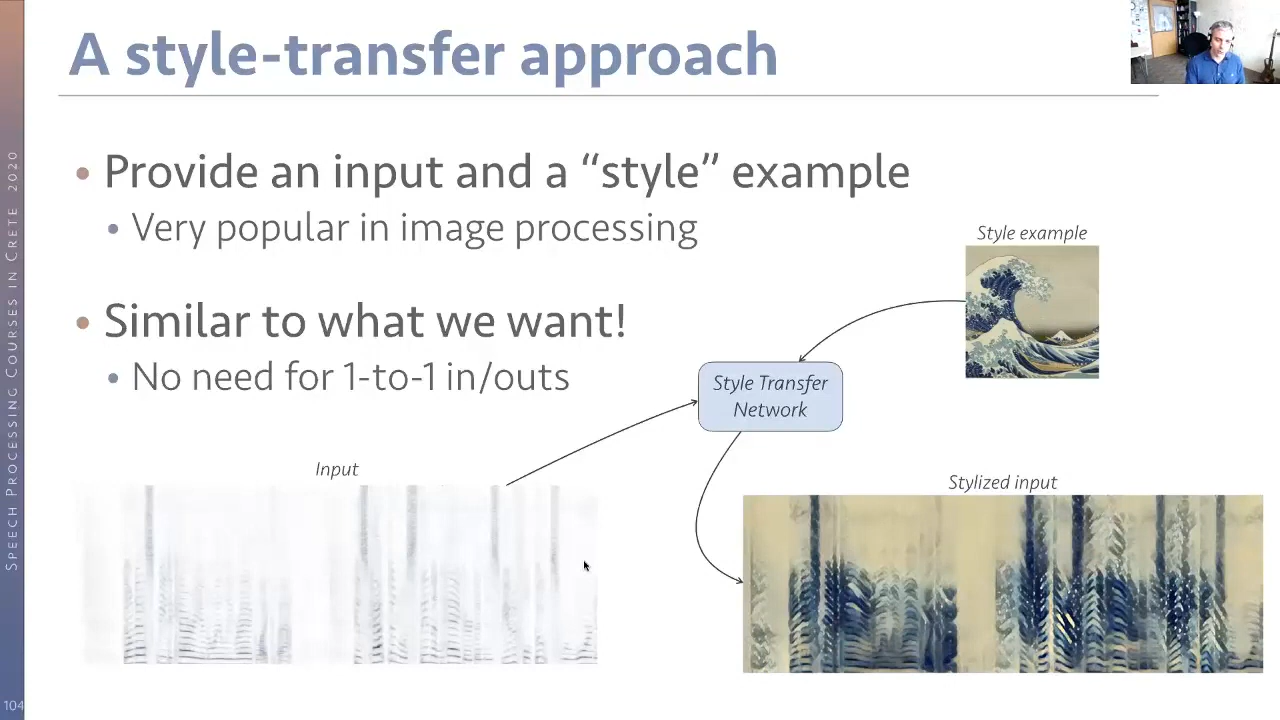 A style-transfer approach
• Provide an input and a “style” example
• Very popular in image processing
Style example
• Similar to what we want!
• No need for 1-to-1 in/outs
Style Transfer
Network
Input
Stylized input
SPEECH PROCESSING COURSES IN CRETE 2020
104